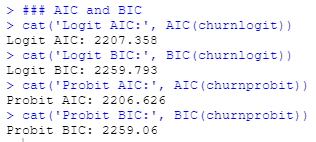 > ### AIC and BIC
> cat('Logit AIC:', AIC(churnlogit))
Logit AIC: 2207.358
> cat('Logit BIC:', BIC(churnlogit))
Logit BIC: 2259.793
> cat('Probit AIC:', AIC(churnprobit))
Probit AIC: 2206.626
> cat('Probit BIC:', BIC(churnprobit))
Probit BIC: 2259.06